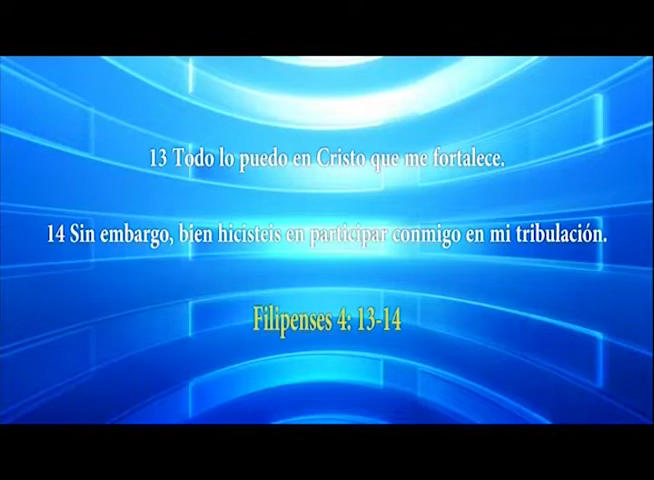 13 Todo lo puedo en Cristo que me fortalece.
14 Sin embargo, bien hicisteis en participar conmigo en mi tribulación.
Filipenses 4: 13-14